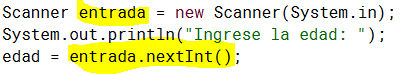 Scanner entrada = new Scanner(System.in);
System.out.println("Ingrese la edad: ");
edad = entrada.nextInt();